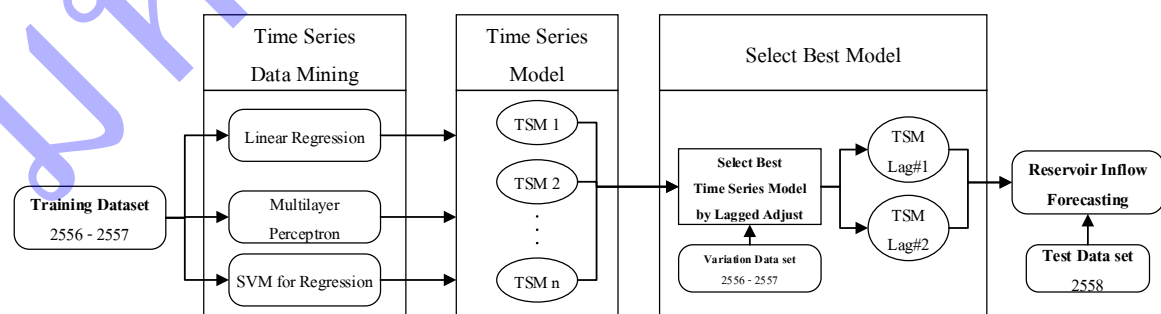 Time Series
Data Mining
Time Series
Model
Select Best Model
Linear Regression
Multilayer
Perceptron
SVM for Regression
Training Dataset
2556 - 2557
TSM 1
TSM 2
.
.
.
TSM n
Select Best
Time Series Model
by Lagged Adjust
Variation Data set
2556 - 2557
TSM
Lag#1
TSM
Lag#2
Reservoir Inflow
Forecasting
Test Data set
2558